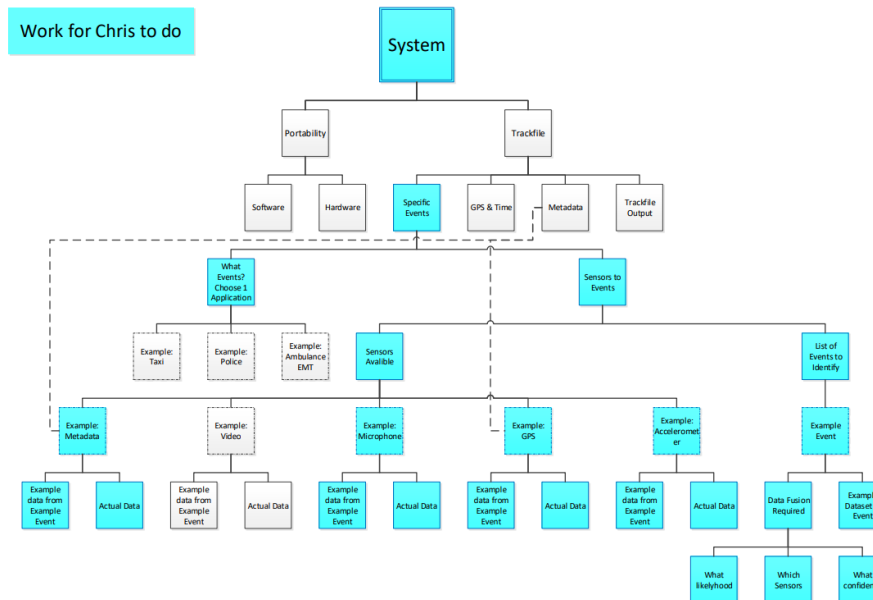 Work for Chris to do
System
Portability
Trackfile
Software
Hardware
Specific
Events
GPS & Time
Metadata
Trackfile
Output
What
Events?
Choose 1
Application
Sensors to
Events
Example:
Taxi
Example:
Police
Example:
Ambulance
EMT
Sensors
Avalible
List of
Events to
Identify
Example:
Metadata
Example:
Video
Example:
Microphone
Example:
GPS
Example:
Acceleromet
er
Example
Event
Example
data from
Example
Event
Actual Data
Example
data from
Example
Event
Actual Data
Example
data from
Example
Event
Actual Data
Example
data from
Example
Event
Actual Data
Example
data from
Example
Event
Actual Data
Data Fusion
Required
Event
What
likelyhood
Which
Sensors
What